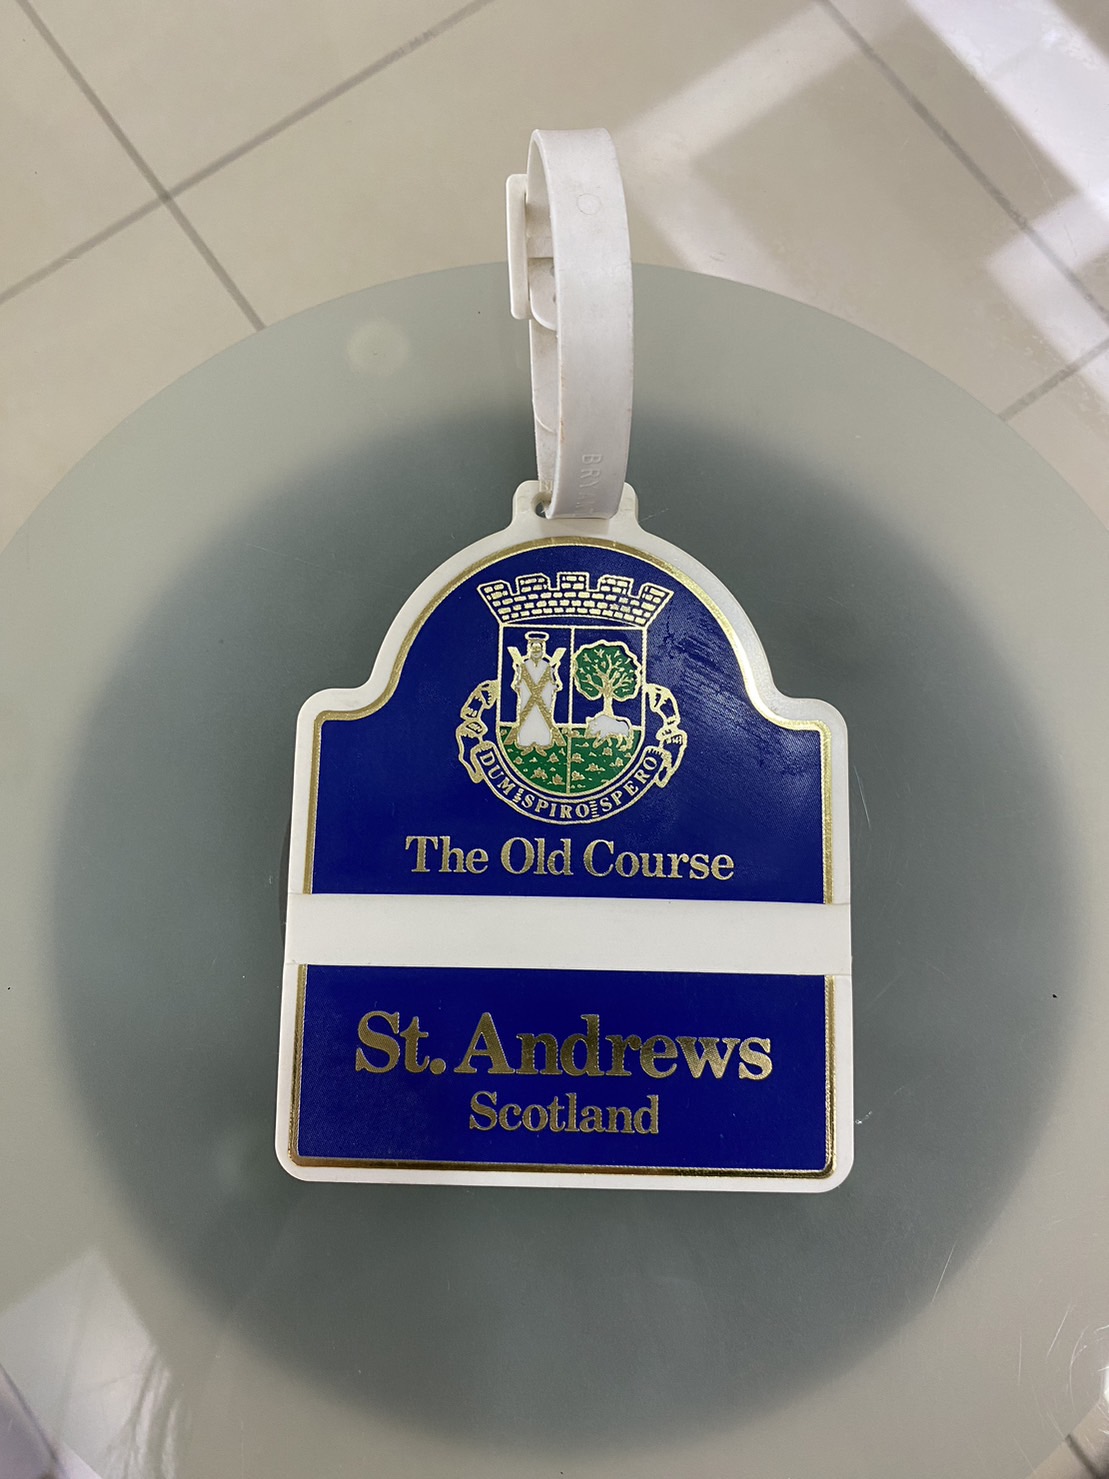 DUM SPIRO SPERO
The Old Course
St. Andrews
Scotland